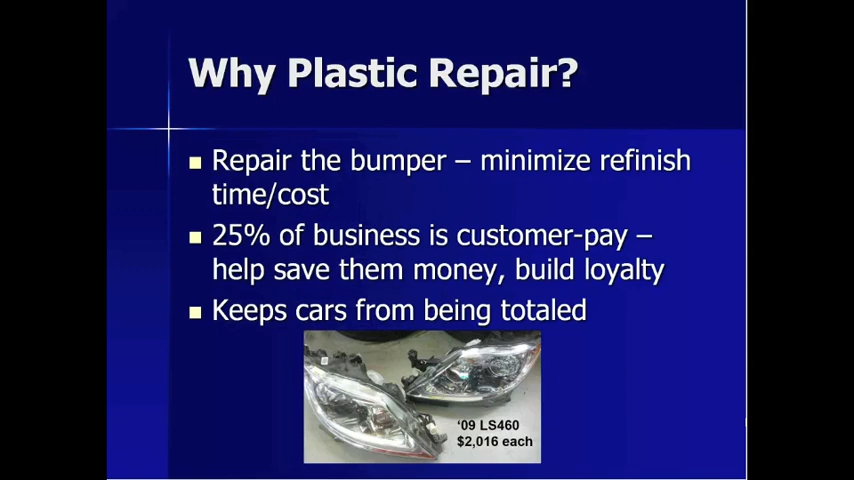 Why Plastic Repair?
Repair the bumper – minimize refinish
time/cost
25% of business is customer-pay –
help save them money, build loyalty
Keeps cars from being totaled
‘09 LS460
$2,016 each